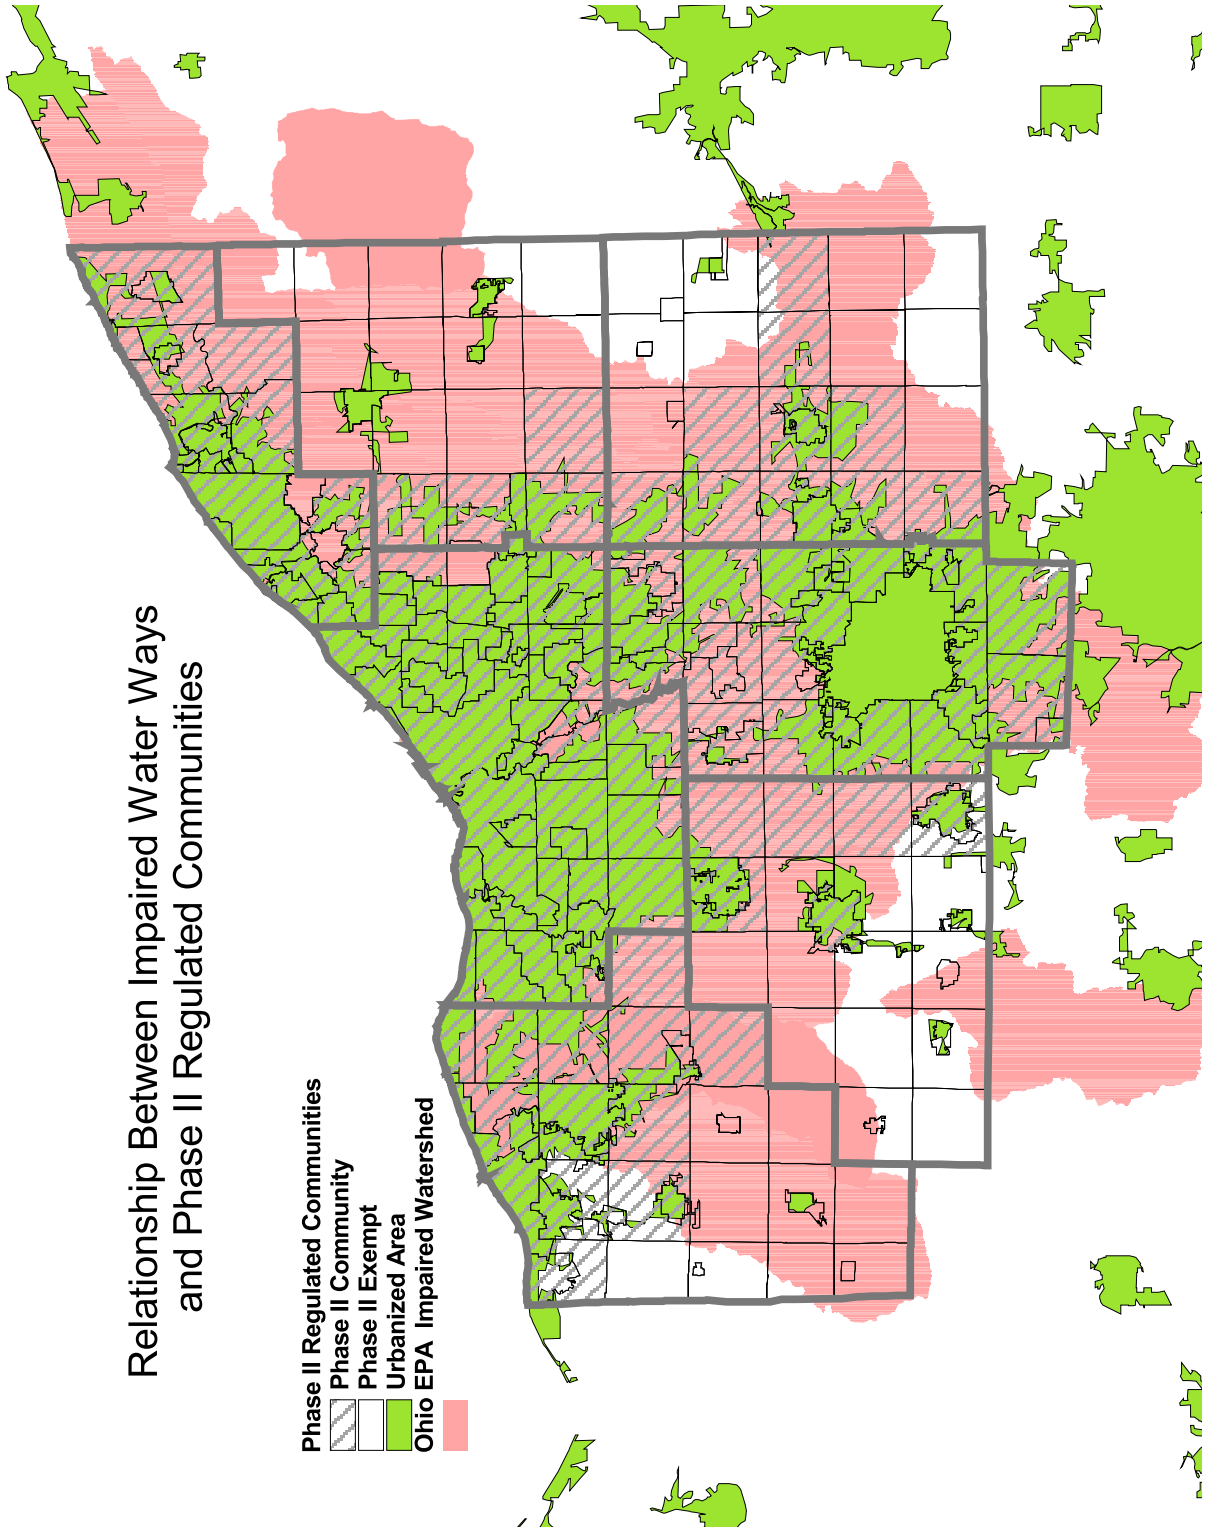 Relationship Between Impaired Water Ways
and Phase II Regulated Communities
Phase II Regulated Communities
Phase II Community
Phase II Exempt
Urbanized Area
Ohio EPA Impaired Watershed